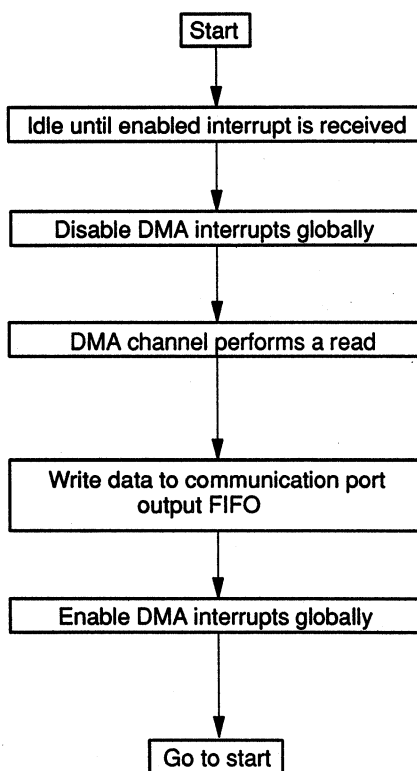 Start
Idle until enabled interrupt is received
Disable DMA interrupts globally
DMA channel performs a read
Write data to communication port
output FIFO
Enable DMA interrupts globally
Go to start